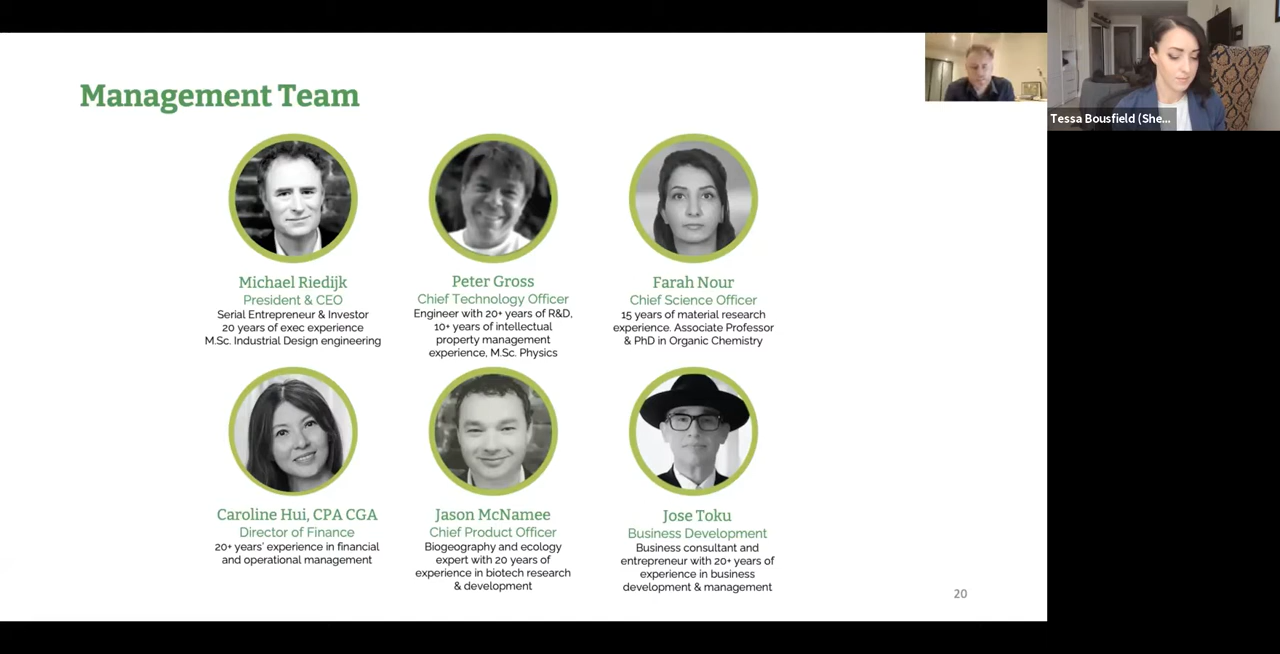 Management Team
Tessa Bousfield (She...
Michael Riedijk
President & CEO
Serial Entrepreneur & Investor
20 years of exec experience
M.Sc. Industrial Design engineering
Peter Gross
Chief Technology Officer
Engineer with 20+ years of R&D,
10+ years of intellectual
property management
experience, M.Sc. Physics
Farah Nour
Chief Science Officer
15 years of material research
experience. Associate Professor
& PhD in Organic Chemistry
Caroline Hui, CPA CGA
Director of Finance
20+ years' experience in financial
and operational management
Jason McNamee
Chief Product Officer
Biogeography and ecology
expert with 20 years of
experience in biotech research
& development
Jose Toku
Business Development
Business consultant and
entrepreneur with 20+ years of
experience in business
development & management
20